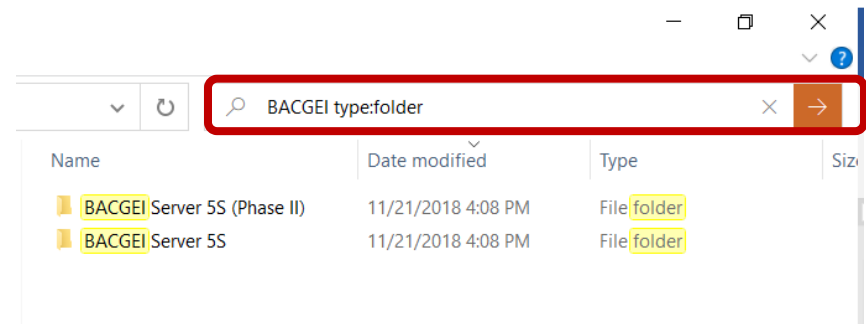 ?
BACGEI type:folder
Name Date modified Type Size
BACGEI Server 5S (Phase II) 11/21/2018 4:08 PM File folder
BACGEI Server 5S 11/21/2018 4:08 PM File folder